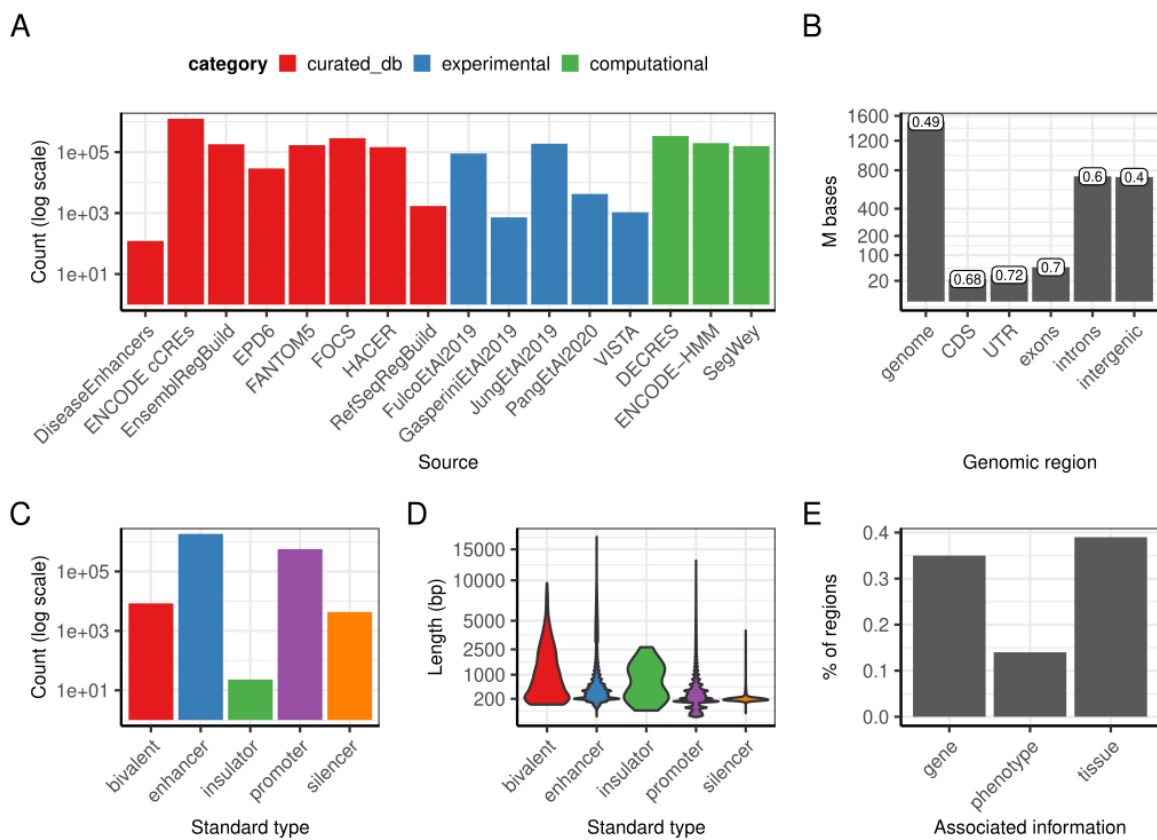 A
category curated_db experimental computational
Count (log scale)
1e+05
1e+03
1e+01
DiseaseEnhancers
ENCODE cCREs
EnsemblRegBuild
EPD6
FANTOM5
FOCS
HACER
RefSeqRegBuild
FulcoEtAl2019
GasperiniEtAl2019
JungEtAl2019
PangEtAl2020
VISTA
DECRES
ENCODE−HMM
SegWey
Source
B
M bases
1600
800
400
200
100
20
0.49
0.68
0.72
0.7
0.6
0.4
genome
CDS
UTR
exons
introns
intergenic
Genomic region
C
Count (log scale)
1e+05
1e+03
1e+01
bivalent
enhancer
insulator
promoter
silencer
Standard type
D
Length (bp)
15000
10000
5000
2500
1000
200
bivalent
enhancer
insulator
promoter
silencer
Standard type
E
% of regions
0.4
0.3
0.2
0.1
0.0
gene
phenotype
tissue
Associated information